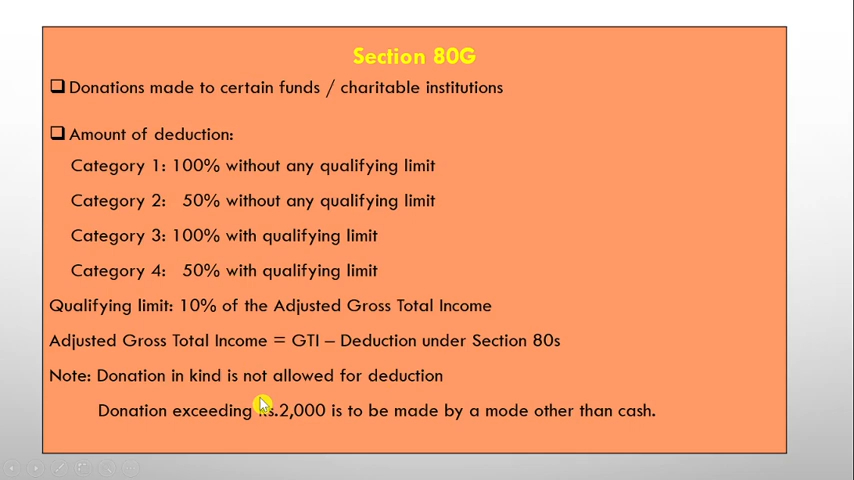 Section 80G
Donations made to certain funds / charitable institutions
Amount of deduction:
Category 1: 100% without any qualifying limit
Category 2: 50% without any qualifying limit
Category 3: 100% with qualifying limit
Category 4: 50% with qualifying limit
Qualifying limit: 10% of the Adjusted Gross Total Income
Adjusted Gross Total Income = GTI – Deduction under Section 80s
Note: Donation in kind is not allowed for deduction
Donation exceeding Rs.2,000 is to be made by a mode other than cash.